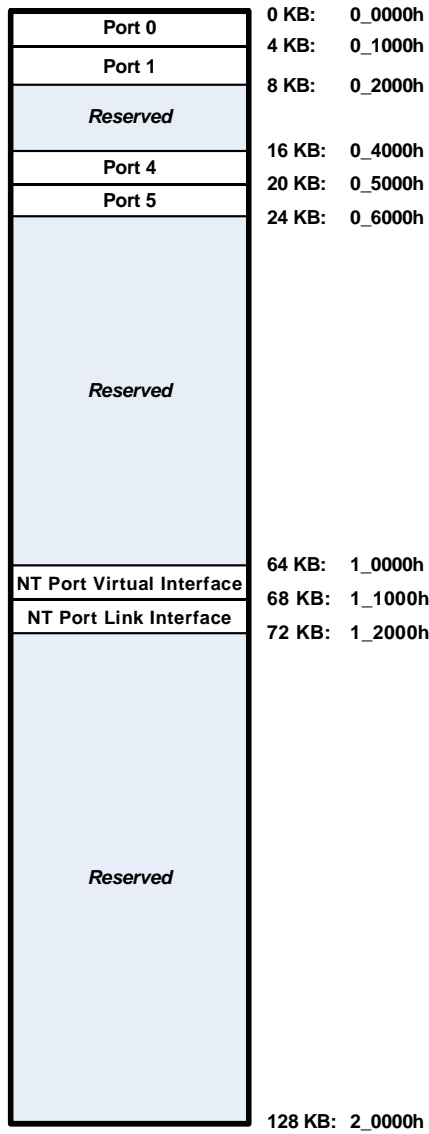 0 KB: 0_0000h
Port 0
4 KB: 0_1000h
Port 1
8 KB: 0_2000h
Reserved
16 KB: 0_4000h
Port 4
20 KB: 0_5000h
Port 5
24 KB: 0_6000h
Reserved
64 KB: 1_0000h
NT Port Virtual Interface
68 KB: 1_1000h
NT Port Link Interface
72 KB: 1_2000h
Reserved
128 KB: 2_0000h